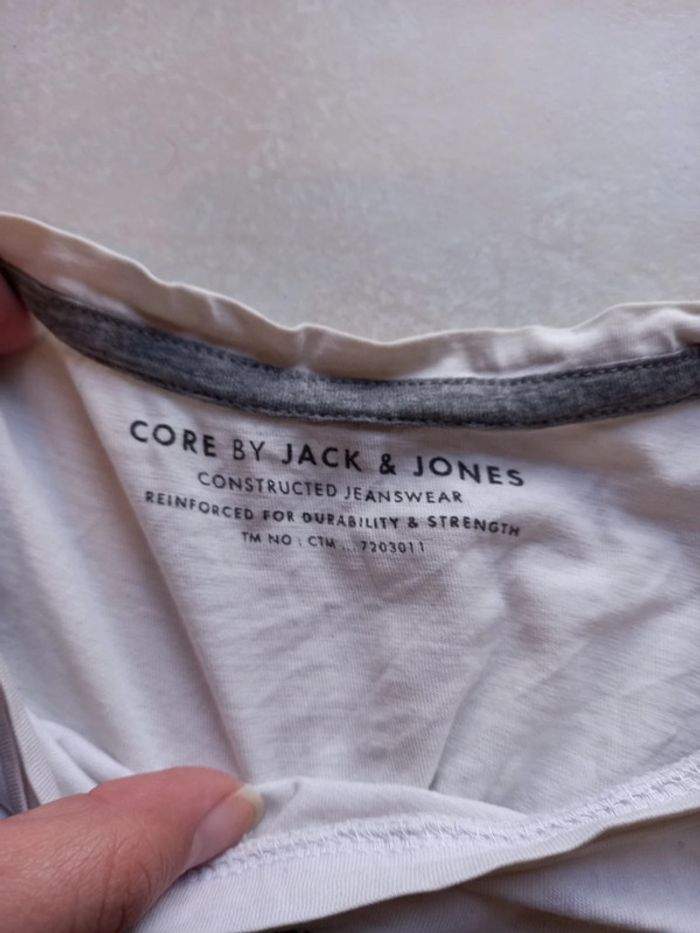 CORE BY JACK & JONES
CONSTRUCTED JEANSWEAR
REINFORCED FOR DURABILITY & STRENGTH
TM NO : CTM ... 7203011